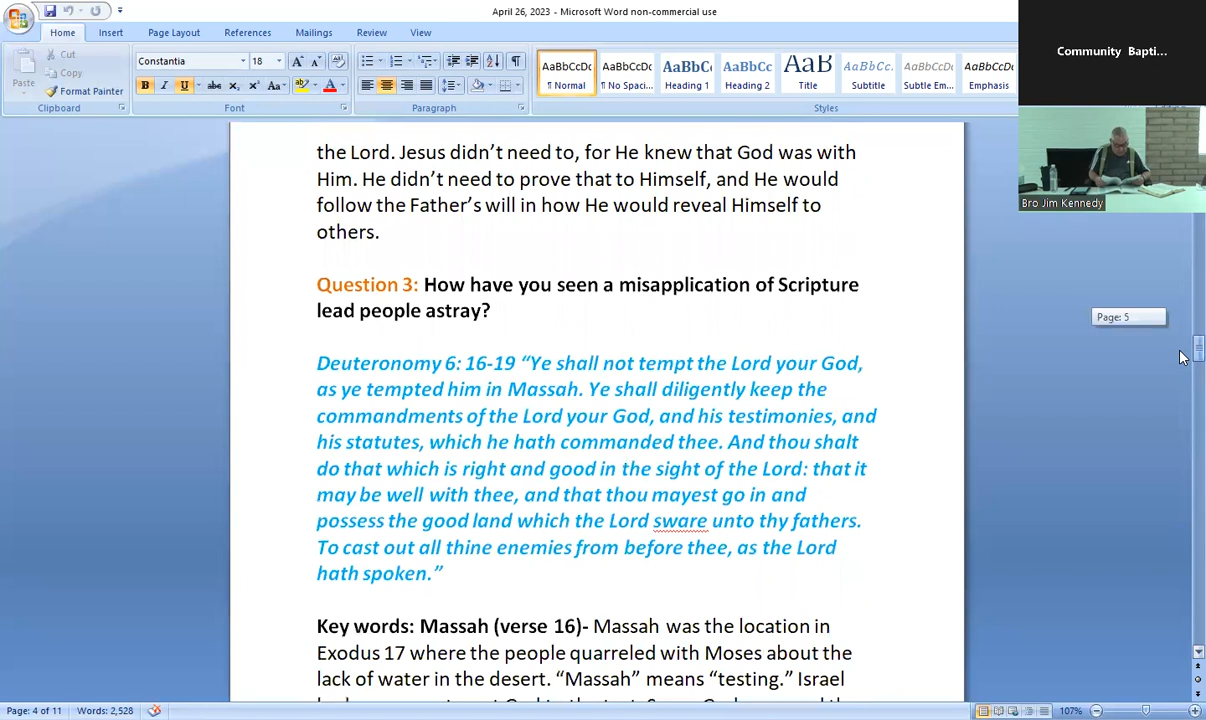 April 26, 2023 - Microsoft Word non-commercial use
Home Insert Page Layout References Mailings Review View
Paste
Cut
Copy
Format Painter
Clipboard
Constantia 18
Font
Paragraph
AaBbCcDc AaBbCcDc AaBbCc AaBbCc AaB AaBbCc. AaBbCcDc AaBbCcDc
¶ Normal ¶ No Spaci... Heading 1 Heading 2 Title Subtitle Subtle Em... Emphasis
Styles
Community Bapti...
Bro Jim Kennedy
the Lord. Jesus didn’t need to, for He knew that God was with
Him. He didn’t need to prove that to Himself, and He would
follow the Father’s will in how He would reveal Himself to
others.
Question 3: How have you seen a misapplication of Scripture
lead people astray?
Page: 5
Deuteronomy 6: 16-19 “Ye shall not tempt the Lord your God,
as ye tempted him in Massah. Ye shall diligently keep the
commandments of the Lord your God, and his testimonies, and
his statutes, which he hath commanded thee. And thou shalt
do that which is right and good in the sight of the Lord: that it
may be well with thee, and that thou mayest go in and
possess the good land which the Lord sware unto thy fathers.
To cast out all thine enemies from before thee, as the Lord
hath spoken.”
Key words: Massah (verse 16)- Massah was the location in
Exodus 17 where the people quarreled with Moses about the
lack of water in the desert. “Massah” means “testing.” Israel
Page: 4 of 11 Words: 2,528 107%